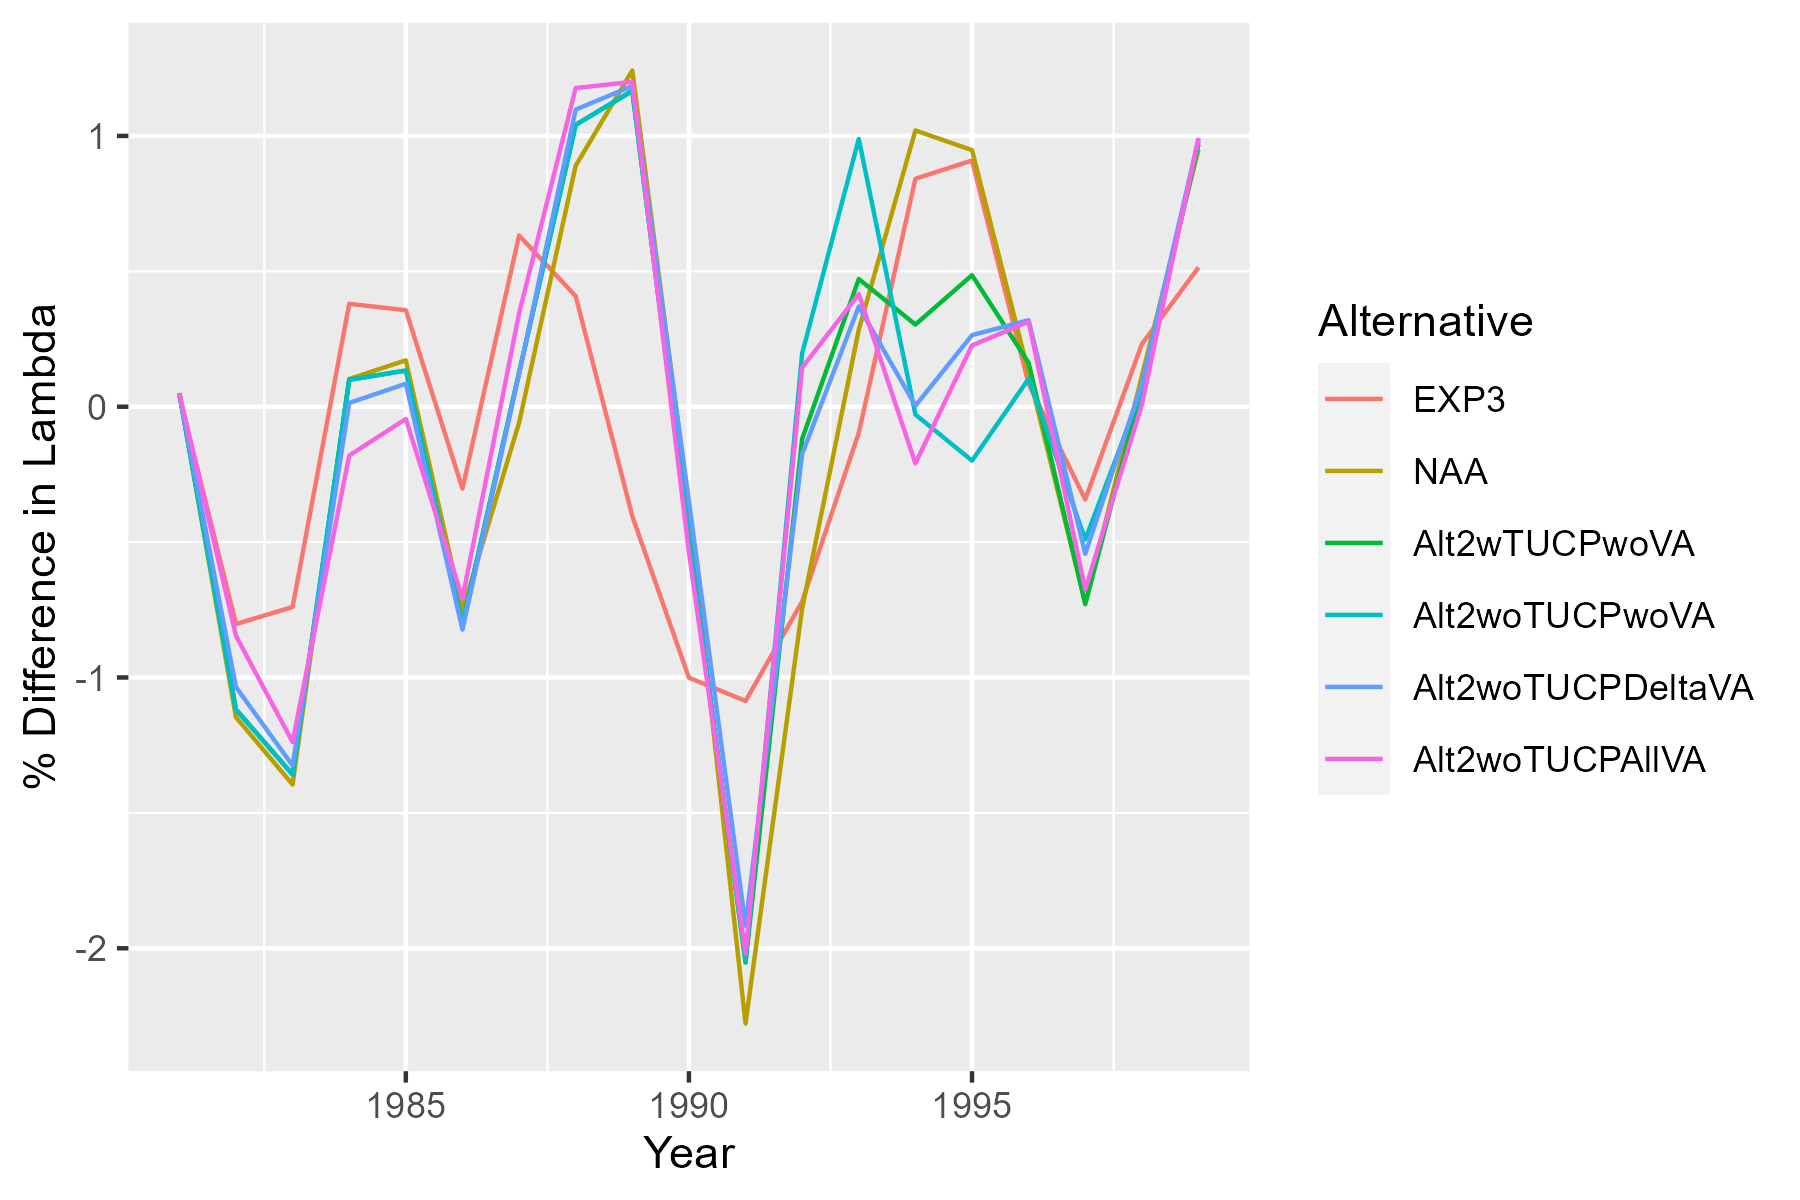 % Difference in Lambda
1
0
-1
-2
1985
1990
1995
Year
Alternative
EXP3
NAA
Alt2wTUCPwoVA
Alt2woTUCPwoVA
Alt2woTUCPDeltaVA
Alt2woTUCPAllVA